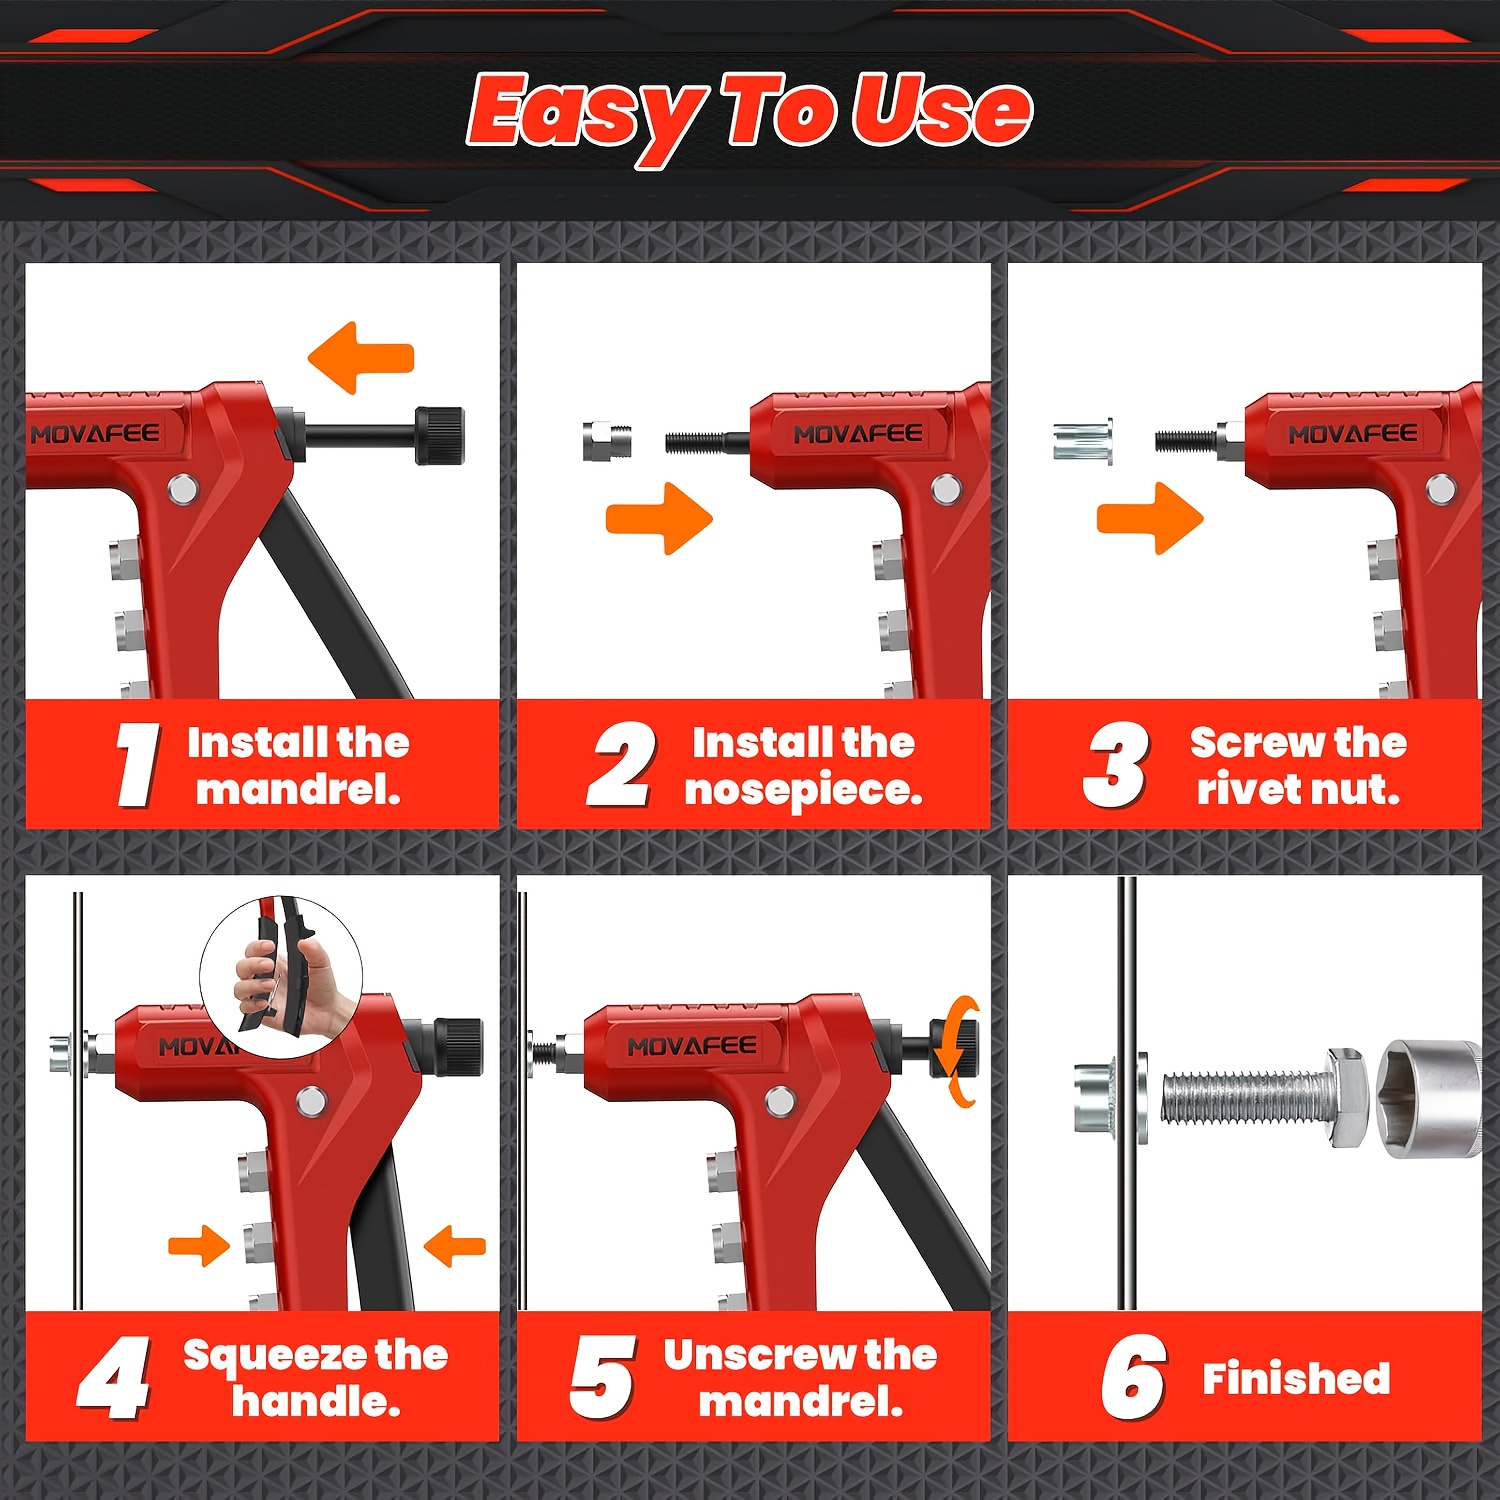 Easy To Use
MOVAFEE
MOVAFEE
MOVAFEE
1 Install the
mandrel.
2 Install the
nosepiece.
3 Screw the
rivet nut.
MOVAF
MOVAFEE
4 Squeeze the
handle.
5 Unscrew the
mandrel.
6 Finished